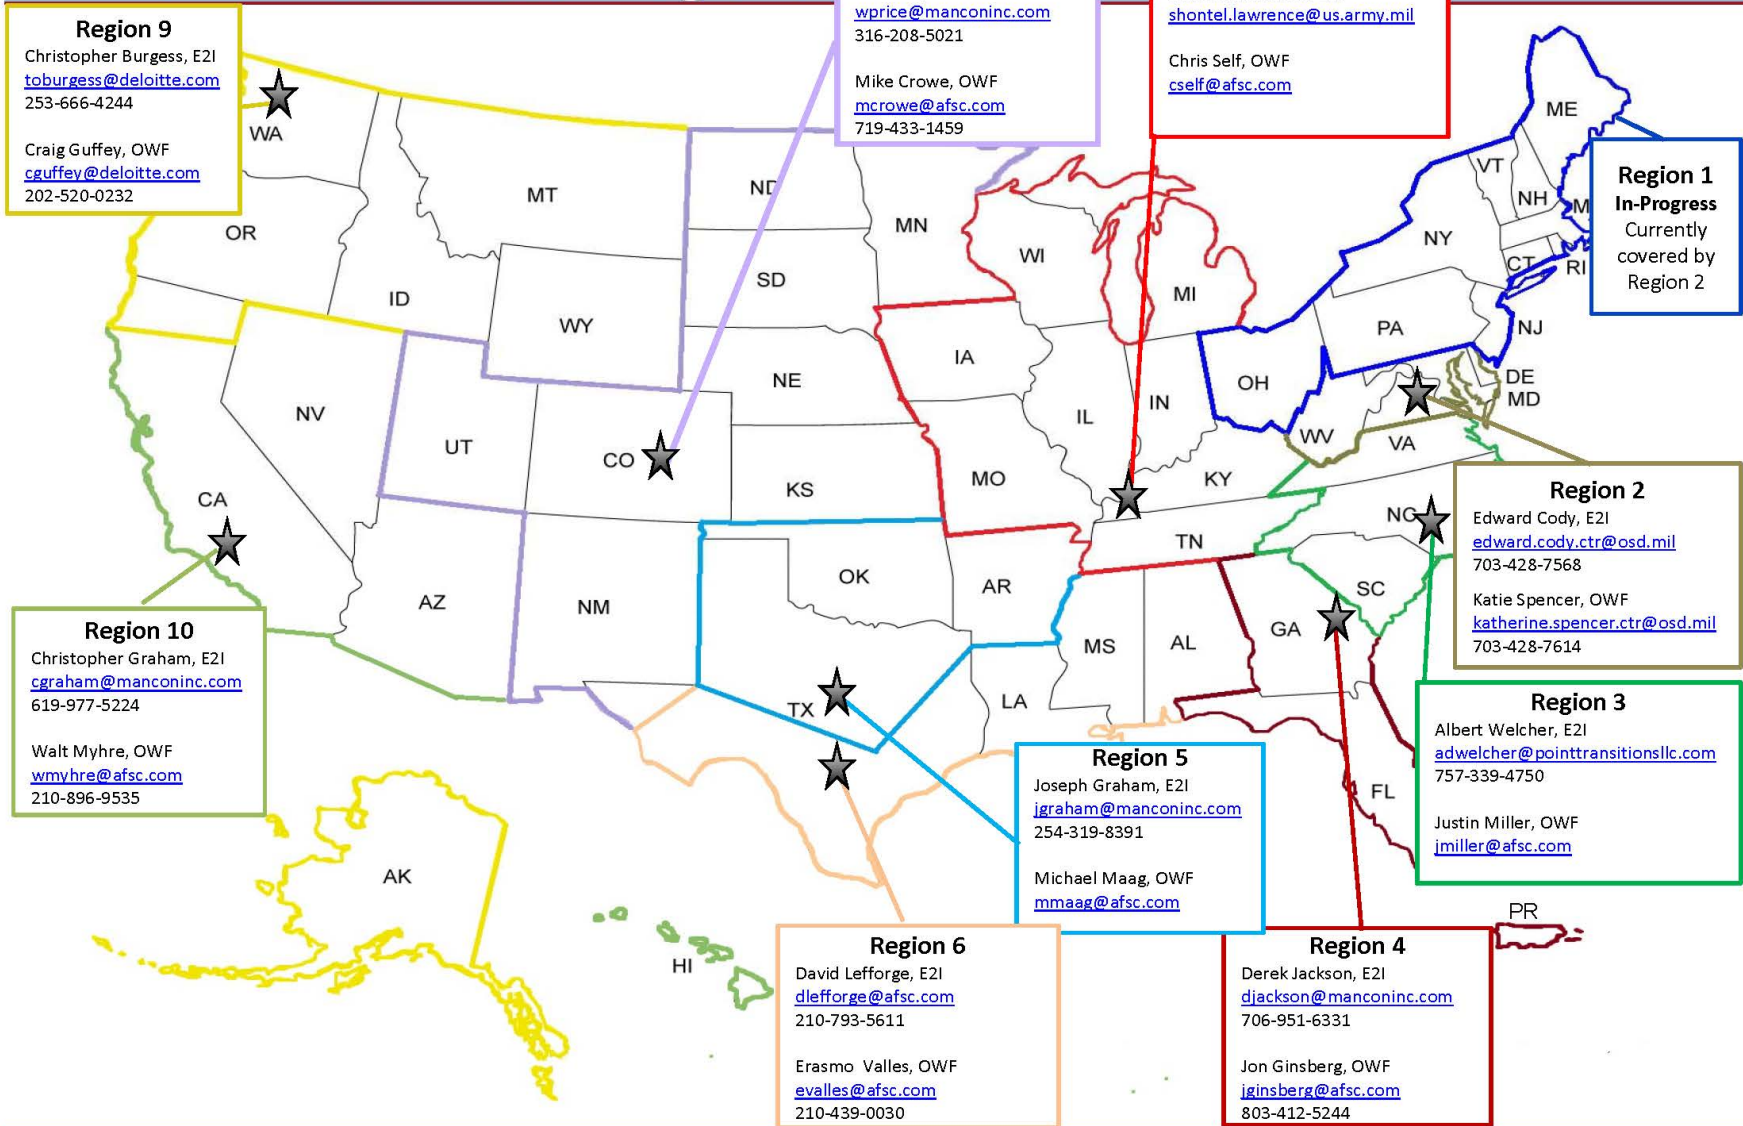 Region 9
Christopher Burgess, E2I
toburgess@deloitte.com
253-666-4244
Craig Guffey, OWF
cguffey@deloitte.com
202-520-0232
wprice@manconinc.com
316-208-5021
Mike Crowe, OWF
mcrowe@afsc.com
719-433-1459
shontel.lawrence@us.army.mil
Chris Self, OWF
cself@afsc.com
Region 1
In-Progress
Currently
covered by
Region 2
Region 2
Edward Cody, E2I
edward.cody.ctr@osd.mil
703-428-7568
Katie Spencer, OWF
katherine.spencer.ctr@osd.mil
703-428-7614
Region 3
Albert Welcher, E2I
adwelcher@pointtransitionsllc.com
757-339-4750
Justin Miller, OWF
jmiller@afsc.com
Region 10
Christopher Graham, E2I
cgraham@manconinc.com
619-977-5224
Walt Myhre, OWF
wmyhre@afsc.com
210-896-9535
Region 5
Joseph Graham, E2I
jgraham@manconinc.com
254-319-8391
Michael Maag, OWF
mmaag@afsc.com
Region 6
David Lefforge, E2I
dlefforge@afsc.com
210-793-5611
Erasmo Valles, OWF
evalles@afsc.com
210-439-0030
Region 4
Derek Jackson, E2I
djackson@manconinc.com
706-951-6331
Jon Ginsberg, OWF
jginsberg@afsc.com
803-412-5244
WA
OR
MT
ID
WY
ND
SD
NE
MN
WI
MI
IA
NV
UT
CO
CA
KS
MO
IL
IN
OH
KY
WV
VA
PA
NY
VT
NH
ME
M
CT
RI
NJ
DE
MD
AZ
NM
OK
AR
TN
NC
SC
GA
AL
MS
LA
TX
FL
AK
HI
PR